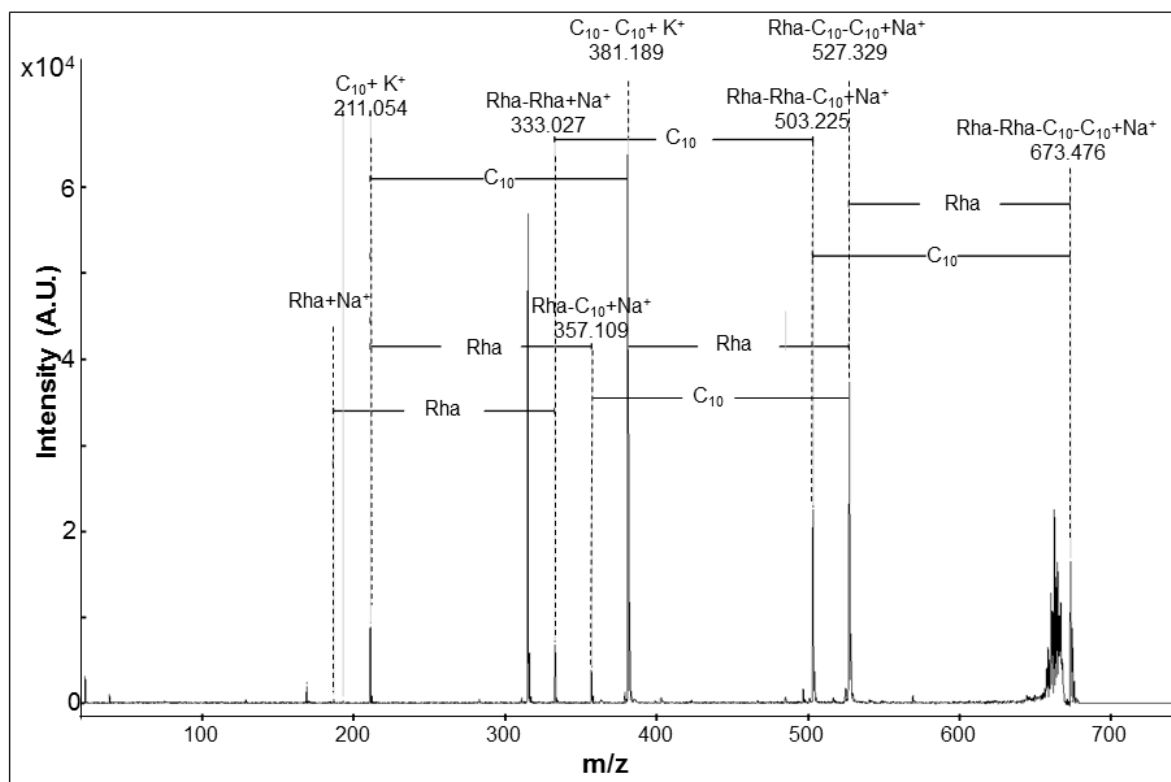 C₁₀- C₁₀+ K⁺
381.189
Rha-C₁₀-C₁₀+Na⁺
527.329
x10⁴
C₁₀+ K⁺
211.054
Rha-Rha+Na⁺
333.027
Rha-Rha-C₁₀+Na⁺
503.225
Rha-Rha-C₁₀-C₁₀+Na⁺
673.476
C₁₀
C₁₀
6
Rha
C₁₀
Rha+Na⁺
Rha-C₁₀+Na⁺
357.109
4
Rha
Rha
C₁₀
Rha
2
0
Intensity (A.U.)
100
200
300
400
500
600
700
m/z